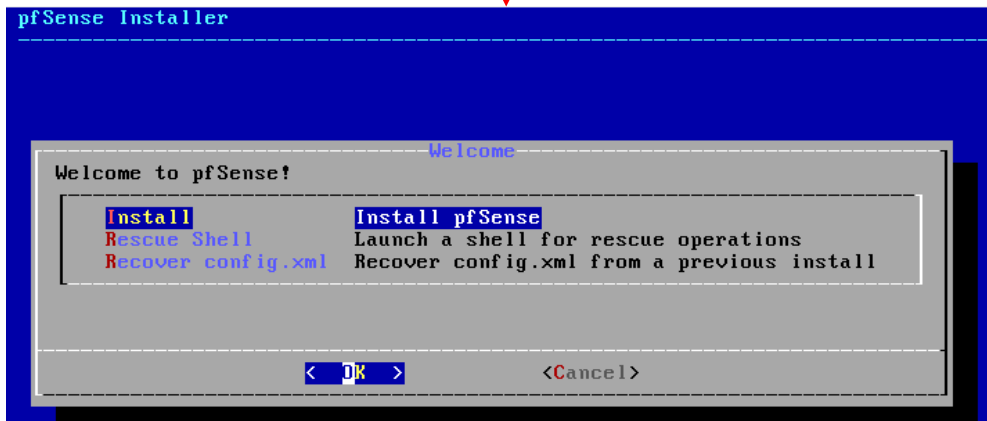 pfSense Installer
Welcome
Welcome to pfSense!
Install Install pfSense
Rescue Shell Launch a shell for rescue operations
Recover config.xml Recover config.xml from a previous install
< OK > <Cancel>